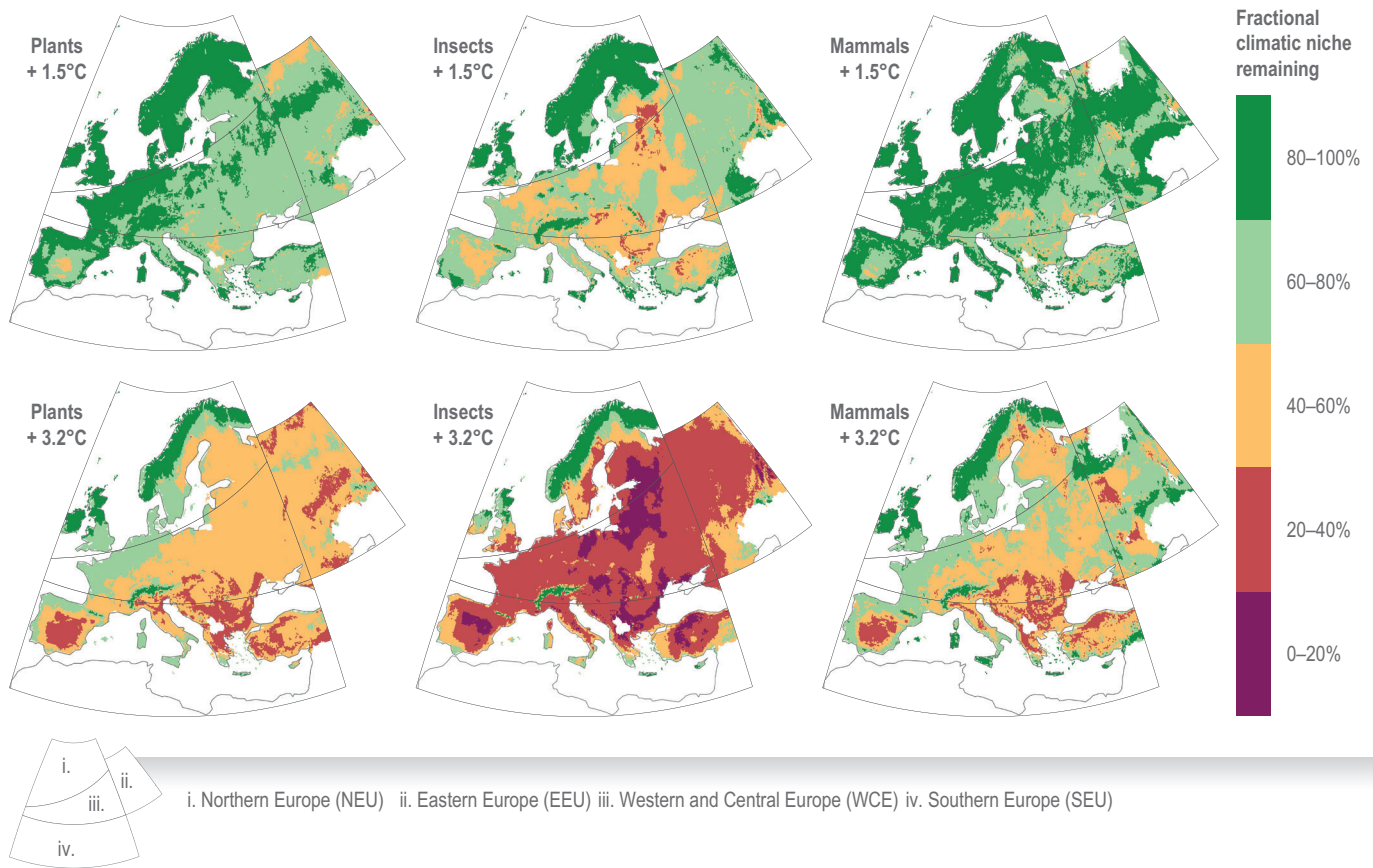 Plants
+ 1.5°C
Insects
+ 1.5°C
Mammals
+ 1.5°C
Plants
+ 3.2°C
Insects
+ 3.2°C
Mammals
+ 3.2°C
Fractional
climatic niche
remaining
80–100%
60–80%
40–60%
20–40%
0–20%
i.
ii.
iii.
iv.
i. Northern Europe (NEU) ii. Eastern Europe (EEU) iii. Western and Central Europe (WCE) iv. Southern Europe (SEU)